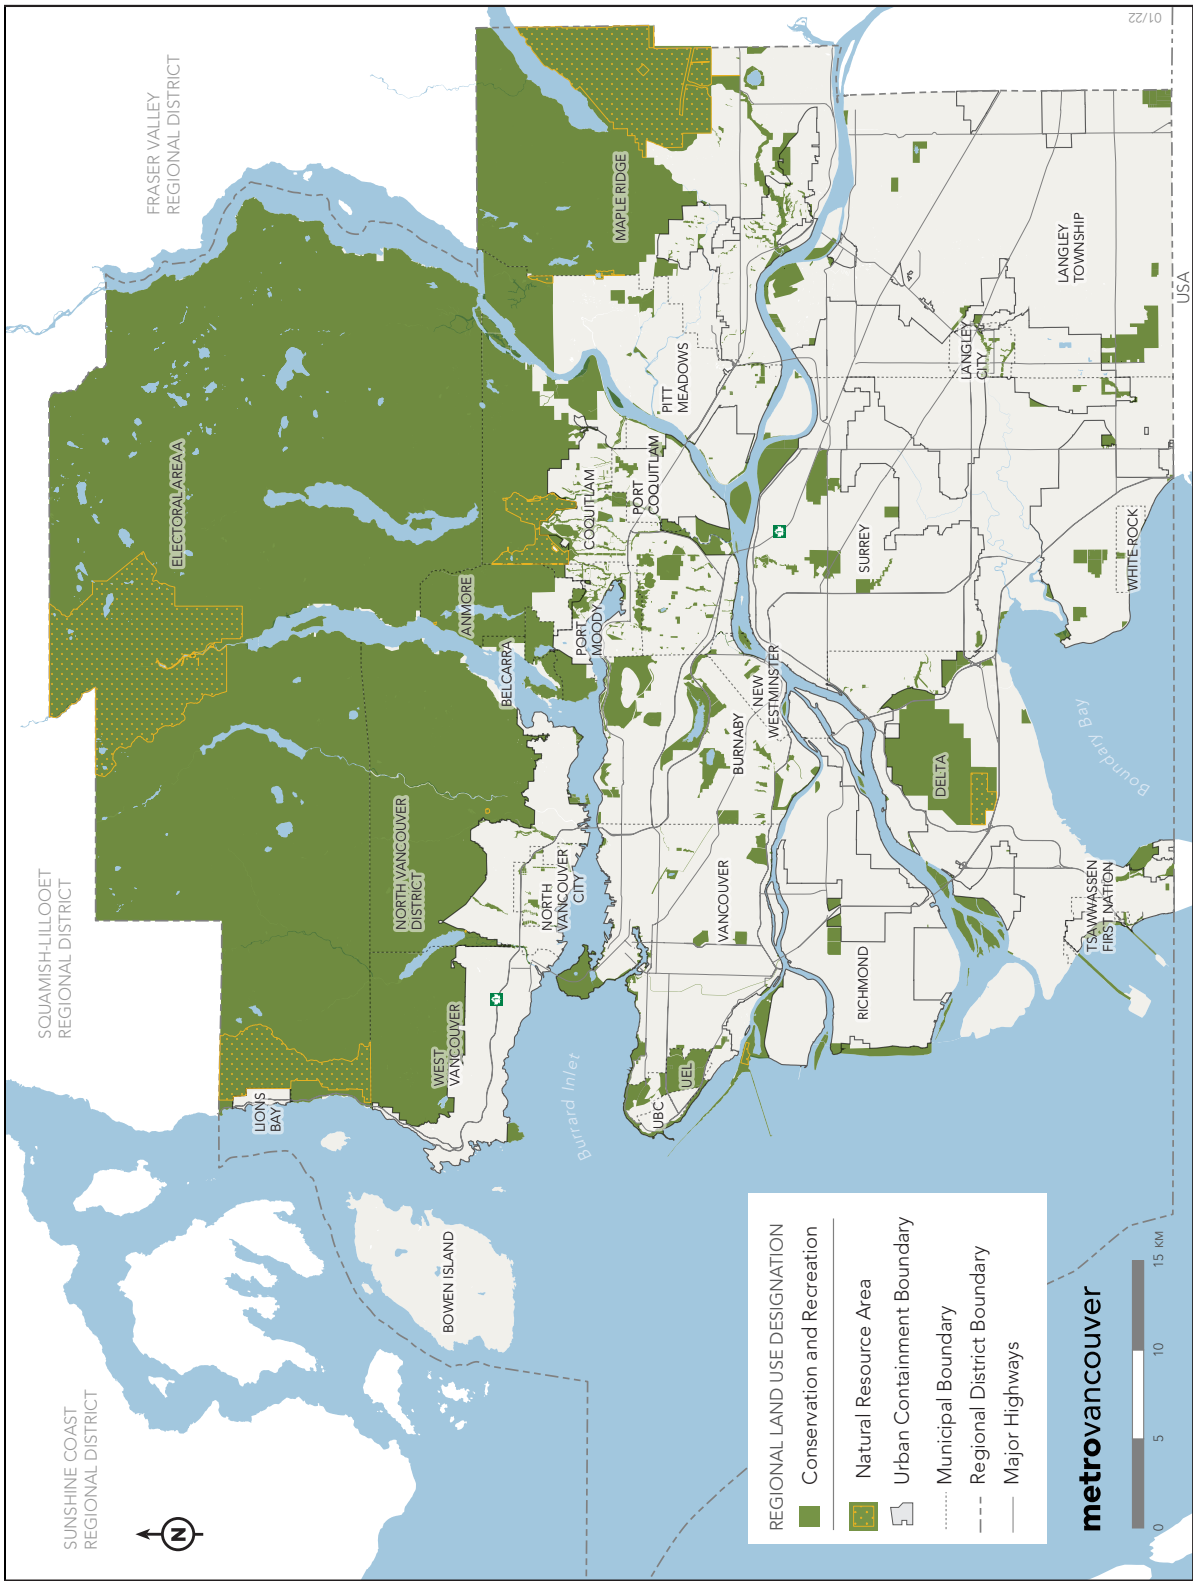 SUNSHINE COAST
REGIONAL DISTRICT
SQUAMISH-LILLOOET
REGIONAL DISTRICT
FRASER VALLEY
REGIONAL DISTRICT
N
ELECTORAL AREA A
LIONS
BAY
BOWEN ISLAND
WEST
VANCOUVER
NORTH VANCOUVER
DISTRICT
NORTH
VANCOUVER
CITY
BELCARRA
ANMORE
PORT
MOODY
COQUITLAM
PORT
COQUITLAM
PITT
MEADOWS
MAPLE RIDGE
Burrard Inlet
UBC
UEL
VANCOUVER
BURNABY
NEW
WESTMINSTER
RICHMOND
DELTA
SURREY
LANGLEY
CITY
LANGLEY
TOWNSHIP
WHITE ROCK
TSAWWASSEN
FIRST NATION
Boundary Bay
USA
REGIONAL LAND USE DESIGNATION
Conservation and Recreation
Natural Resource Area
Urban Containment Boundary
Municipal Boundary
Regional District Boundary
Major Highways
metrovancouver
0 5 10 15 KM
01/22